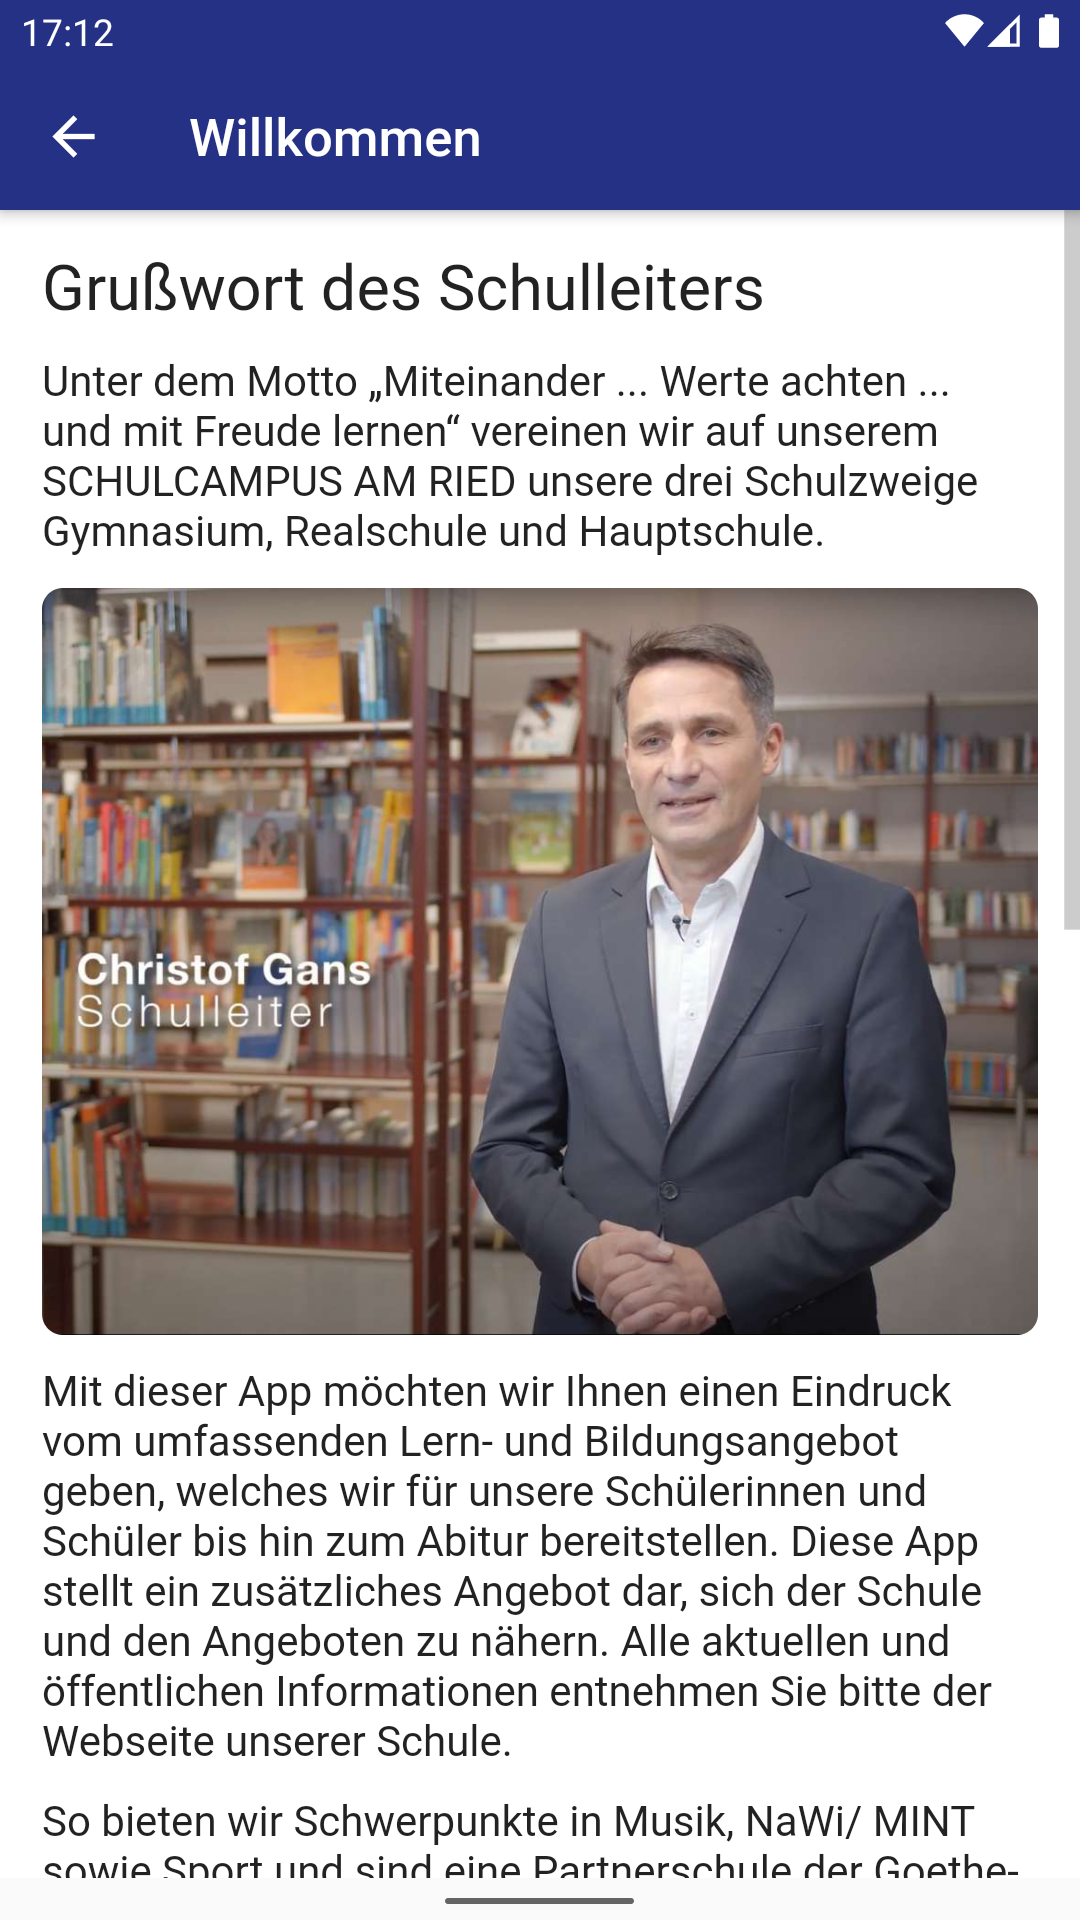 17:12
Willkommen
Grußwort des Schulleiters
Unter dem Motto „Miteinander ... Werte achten ...
und mit Freude lernen“ vereinen wir auf unserem
SCHULCAMPUS AM RIED unsere drei Schulzweige
Gymnasium, Realschule und Hauptschule.
Christof Gans
Schulleiter
Mit dieser App möchten wir Ihnen einen Eindruck
vom umfassenden Lern- und Bildungsangebot
geben, welches wir für unsere Schülerinnen und
Schüler bis hin zum Abitur bereitstellen. Diese App
stellt ein zusätzliches Angebot dar, sich der Schule
und den Angeboten zu nähern. Alle aktuellen und
öffentlichen Informationen entnehmen Sie bitte der
Webseite unserer Schule.
So bieten wir Schwerpunkte in Musik, NaWi/ MINT
sowie Sport und sind eine Partnerschule der Goethe-